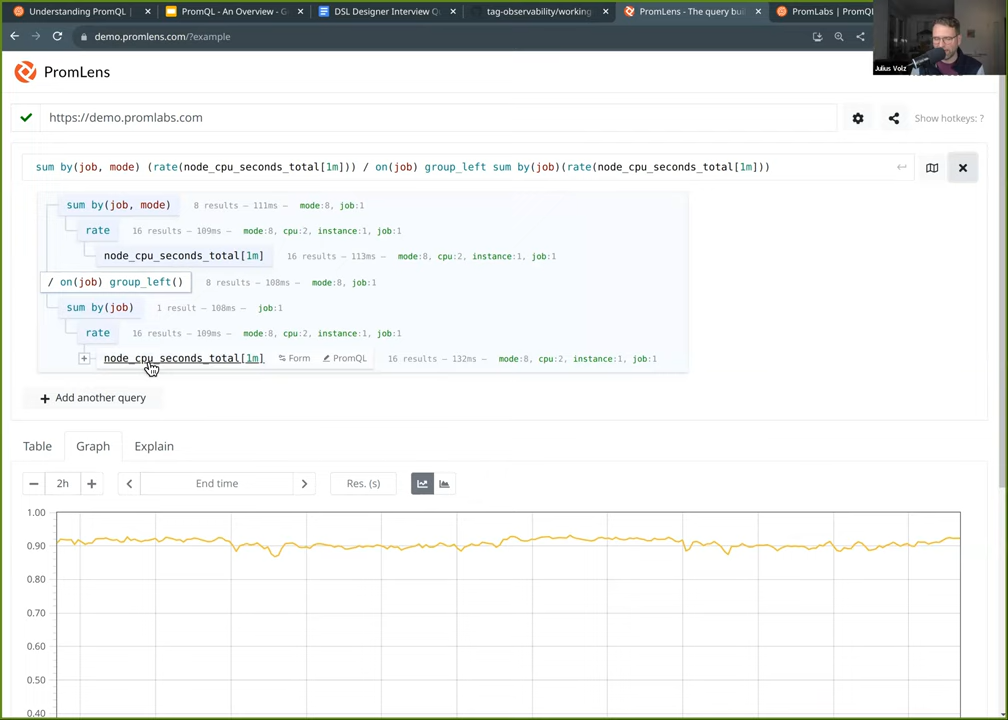 Understanding PromQL
PromQL - An Overview - G
DSL Designer Interview Q
tag-observability/working
PromLens - The query bui
PromLabs | PromQ
demo.promlens.com/?example
Julius Volz
PromLens
https://demo.promlabs.com
Show hotkeys: ?
sum by(job, mode) (rate(node_cpu_seconds_total[1m])) / on(job) group_left sum by(job)(rate(node_cpu_seconds_total[1m]))
sum by(job, mode) 8 results – 111ms – mode:8, job:1
rate 16 results – 109ms – mode:8, cpu:2, instance:1, job:1
node_cpu_seconds_total[1m] 16 results – 113ms – mode:8, cpu:2, instance:1, job:1
/ on(job) group_left() 8 results – 108ms – mode:8, job:1
sum by(job) 1 result – 108ms – job:1
rate 16 results – 109ms – mode:8, cpu:2, instance:1, job:1
node_cpu_seconds_total[1m] Form PromQL 16 results – 132ms – mode:8, cpu:2, instance:1, job:1
+ Add another query
Table Graph Explain
− 2h + < End time > Res. (s)
1.00
0.90
0.80
0.70
0.60
0.50
0.40